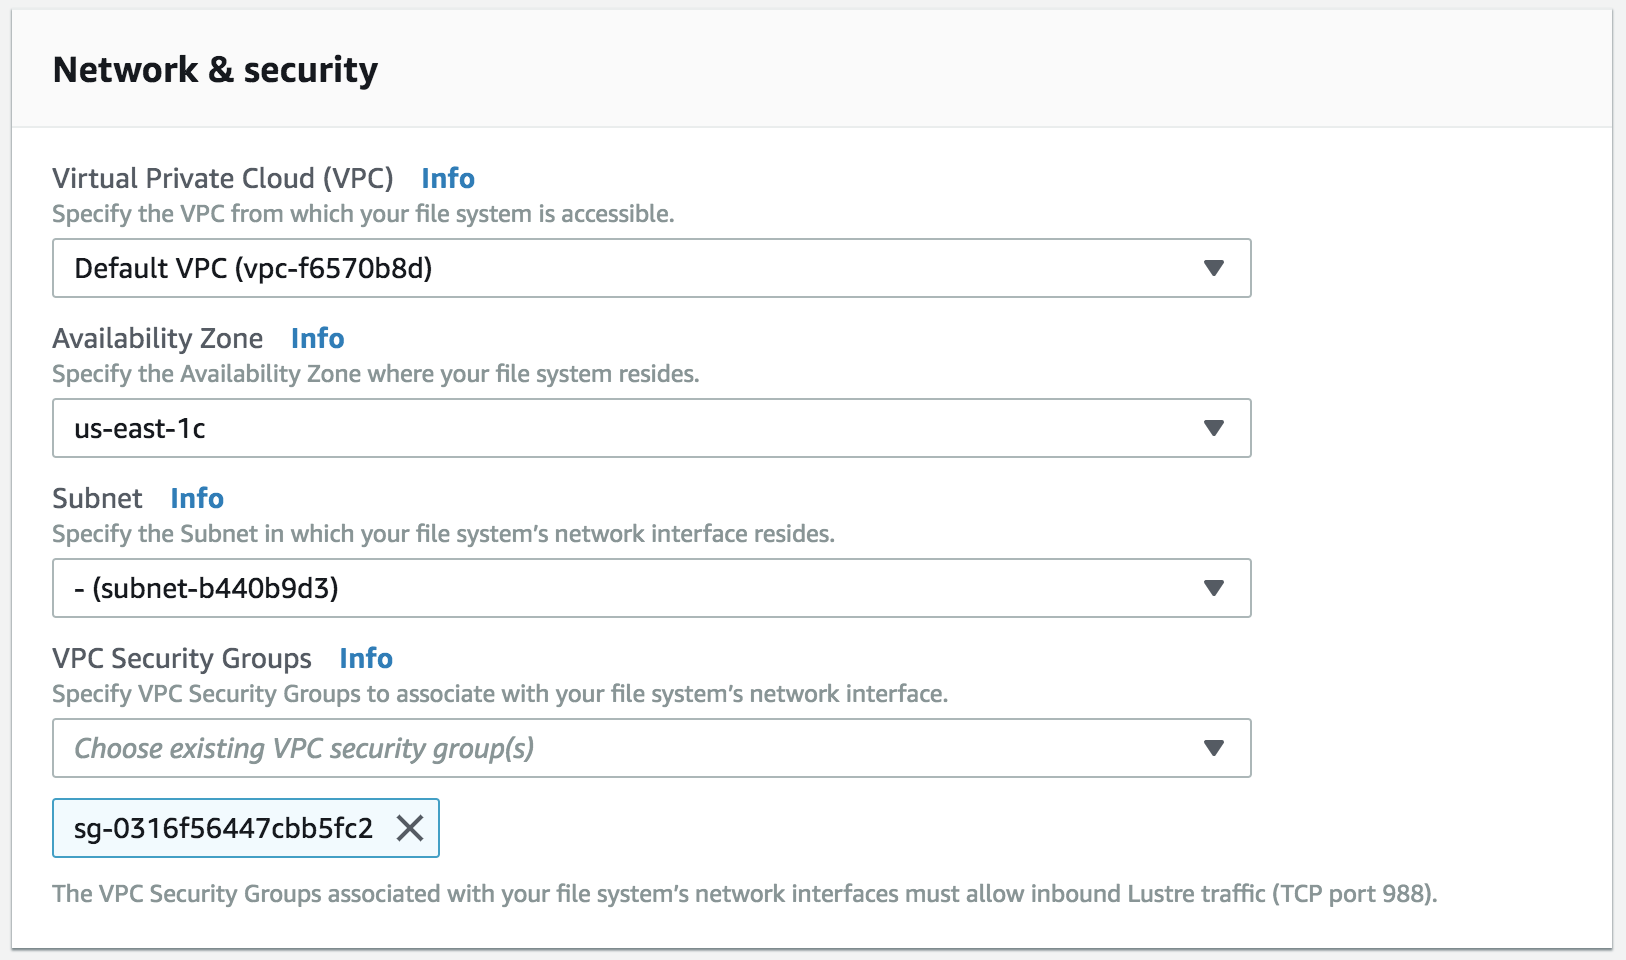 Network & security
Virtual Private Cloud (VPC) Info
Specify the VPC from which your file system is accessible.
Default VPC (vpc-f6570b8d)
Availability Zone Info
Specify the Availability Zone where your file system resides.
us-east-1c
Subnet Info
Specify the Subnet in which your file system’s network interface resides.
- (subnet-b440b9d3)
VPC Security Groups Info
Specify VPC Security Groups to associate with your file system’s network interface.
Choose existing VPC security group(s)
sg-0316f56447cbb5fc2
The VPC Security Groups associated with your file system’s network interfaces must allow inbound Lustre traffic (TCP port 988).